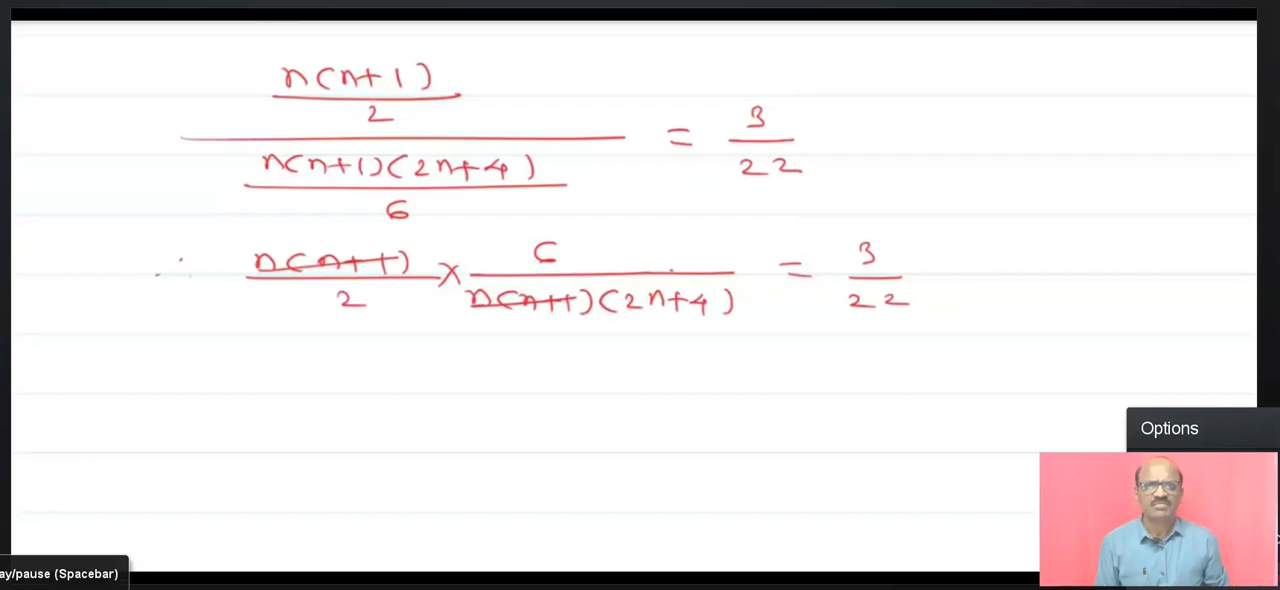 n(n+1)
2
n(n+1)(2n+4)
6
= 3
22
∴ n(n+1)
2
× 6
n(n+1)(2n+4)
= 3
22
Options
ay/pause (Spacebar)